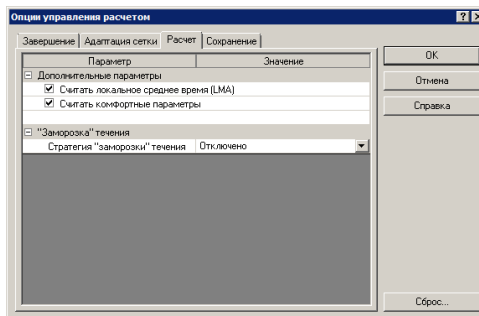 Опции управления расчетом
Завершение Адаптация сетки Расчет Сохранение
Параметр Значение
Дополнительные параметры
Считать локальное среднее время (LMA)
Считать комфортные параметры
"Заморозка" течения
Стратегия "заморозки" течения Отключено
OK
Отмена
Справка
Сброс...